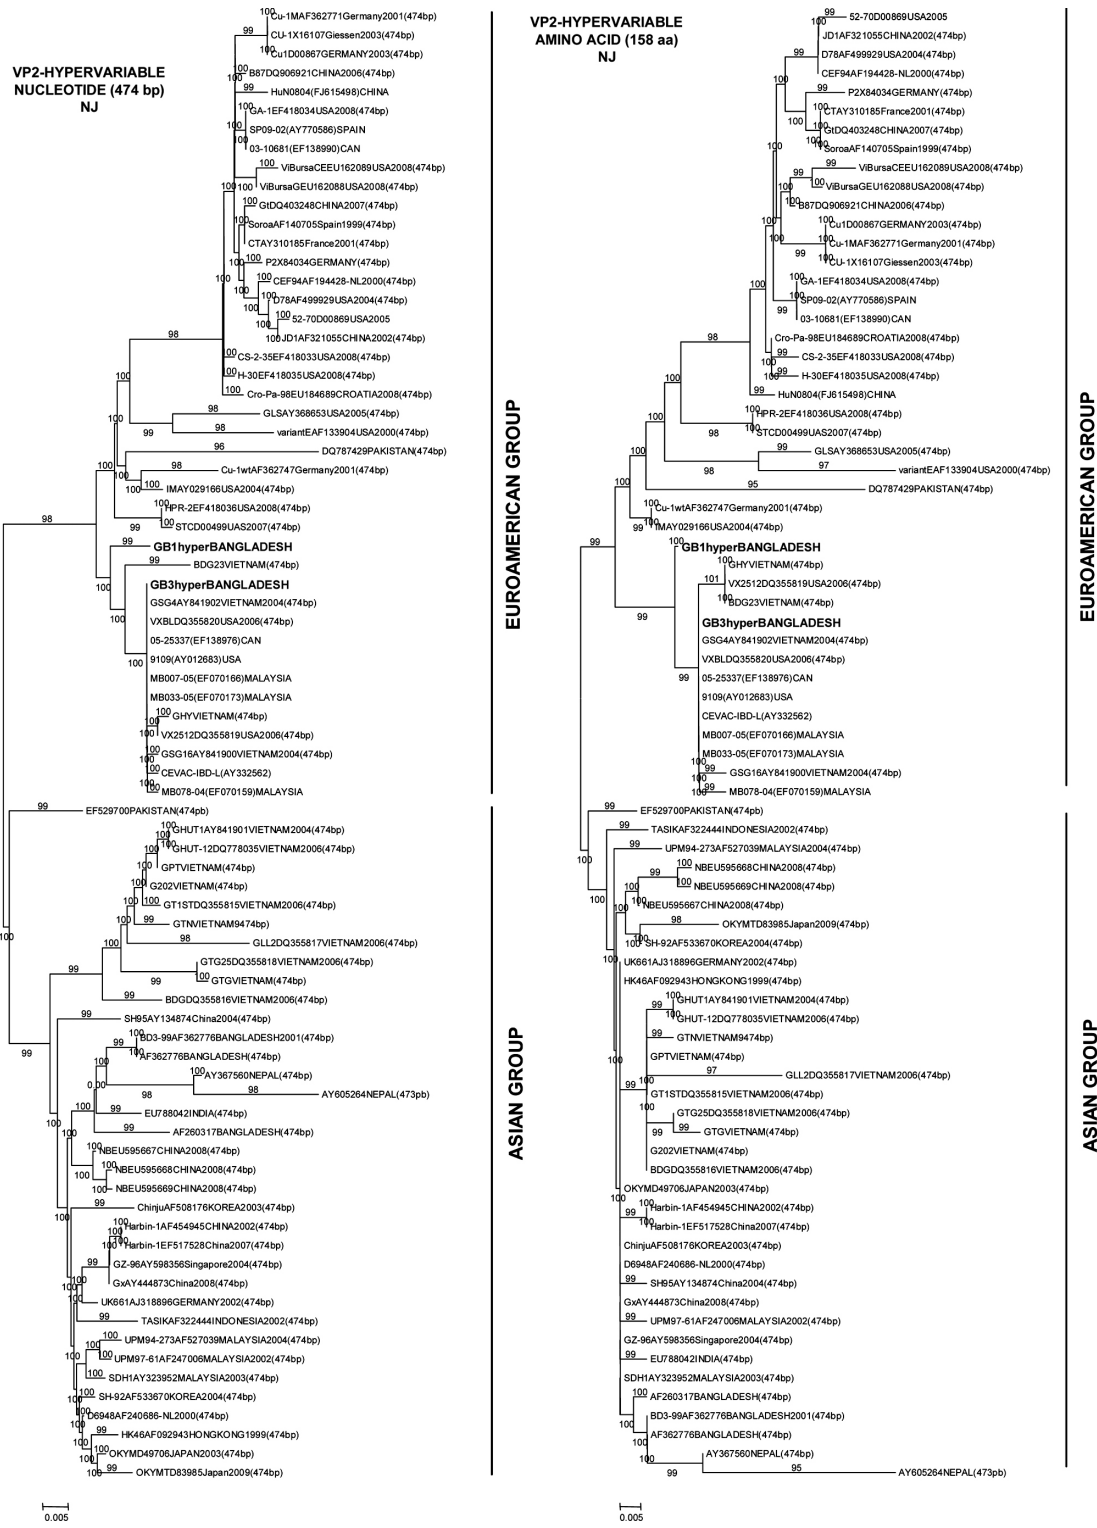 VP2-HYPERVARIABLE
NUCLEOTIDE (474 bp)
NJ
Cu-1MAF362771Germany2001(474bp)
CU-1X16107Giessen2003(474bp)
Cu1D00867GERMANY2003(474bp)
B87DQ906921CHINA2006(474bp)
HuN0804(FJ615498)CHINA
GA-1EF418034USA2008(474bp)
SP09-02(AY770586)SPAIN
03-10681(EF138990)CAN
ViBursaCEEU162089USA2008(474bp)
ViBursaGEU162088USA2008(474bp)
GtDQ403248CHINA2007(474bp)
SoroaAF140705Spain1999(474bp)
CTAY310185France2001(474bp)
P2X84034GERMANY(474bp)
CEF94AF194428-NL2000(474bp)
D78AF499929USA2004(474bp)
52-70D00869USA2005
JD1AF321055CHINA2002(474bp)
CS-2-35EF418033USA2008(474bp)
H-30EF418035USA2008(474bp)
Cro-Pa-98EU184689CROATIA2008(474bp)
GLSAY368653USA2005(474bp)
variantEAF133904USA2000(474bp)
DQ787429PAKISTAN(474bp)
Cu-1wtAF362747Germany2001(474bp)
IMAY029166USA2004(474bp)
HPR-2EF418036USA2008(474bp)
STCD00499UAS2007(474bp)
GB1hyperBANGLADESH
BDG23VIETNAM(474bp)
GB3hyperBANGLADESH
GSG4AY841902VIETNAM2004(474bp)
VXBLDQ355820USA2006(474bp)
05-25337(EF138976)CAN
9109(AY012683)USA
MB007-05(EF070166)MALAYSIA
MB033-05(EF070173)MALAYSIA
GHYVIETNAM(474bp)
VX2512DQ355819USA2006(474bp)
GSG16AY841900VIETNAM2004(474bp)
CEVAC-IBD-L(AY332562)
MB078-04(EF070159)MALAYSIA
EF529700PAKISTAN(474pb)
GHUT1AY841901VIETNAM2004(474bp)
GHUT-12DQ778035VIETNAM2006(474bp)
GPTVIETNAM(474bp)
G202VIETNAM(474bp)
GT1STDQ355815VIETNAM2006(474bp)
GTNVIETNAM9474bp)
GLL2DQ355817VIETNAM2006(474bp)
GTG25DQ355818VIETNAM2006(474bp)
GTGVIETNAM(474bp)
BDGDQ355816VIETNAM2006(474bp)
SH95AY134874China2004(474bp)
BD3-99AF362776BANGLADESH2001(474bp)
AF362776BANGLADESH(474bp)
AY367560NEPAL(474bp)
AY605264NEPAL(473pb)
EU788042INDIA(474bp)
AF260317BANGLADESH(474bp)
NBEU595667CHINA2008(474bp)
NBEU595668CHINA2008(474bp)
NBEU595669CHINA2008(474bp)
ChinjuAF508176KOREA2003(474bp)
Harbin-1AF454945CHINA2002(474bp)
Harbin-1EF517528China2007(474bp)
GZ-96AY598356Singapore2004(474bp)
GxAY444873China2008(474bp)
UK661AJ318896GERMANY2002(474bp)
TASIKAF322444INDONESIA2002(474bp)
UPM94-273AF527039MALAYSIA2004(474bp)
UPM97-61AF247006MALAYSIA2002(474bp)
SDH1AY323952MALAYSIA2003(474bp)
SH-92AF533670KOREA2004(474bp)
D6948AF240686-NL2000(474bp)
HK46AF092943HONGKONG1999(474bp)
OKYMD49706JAPAN2003(474bp)
OKYMTD83985Japan2009(474bp)
0.005
EUROAMERICAN GROUP
ASIAN GROUP
VP2-HYPERVARIABLE
AMINO ACID (158 aa)
NJ
52-70D00869USA2005
JD1AF321055CHINA2002(474bp)
D78AF499929USA2004(474bp)
CEF94AF194428-NL2000(474bp)
P2X84034GERMANY(474bp)
CTAY310185France2001(474bp)
GtDQ403248CHINA2007(474bp)
SoroaAF140705Spain1999(474bp)
ViBursaCEEU162089USA2008(474bp)
ViBursaGEU162088USA2008(474bp)
B87DQ906921CHINA2006(474bp)
Cu1D00867GERMANY2003(474bp)
Cu-1MAF362771Germany2001(474bp)
CU-1X16107Giessen2003(474bp)
GA-1EF418034USA2008(474bp)
SP09-02(AY770586)SPAIN
03-10681(EF138990)CAN
Cro-Pa-98EU184689CROATIA2008(474bp)
CS-2-35EF418033USA2008(474bp)
H-30EF418035USA2008(474bp)
HuN0804(FJ615498)CHINA
HPR-2EF418036USA2008(474bp)
STCD00499UAS2007(474bp)
GLSAY368653USA2005(474bp)
variantEAF133904USA2000(474bp)
DQ787429PAKISTAN(474bp)
Cu-1wtAF362747Germany2001(474bp)
IMAY029166USA2004(474bp)
GB1hyperBANGLADESH
GHYVIETNAM(474bp)
VX2512DQ355819USA2006(474bp)
BDG23VIETNAM(474bp)
GB3hyperBANGLADESH
GSG4AY841902VIETNAM2004(474bp)
VXBLDQ355820USA2006(474bp)
05-25337(EF138976)CAN
9109(AY012683)USA
CEVAC-IBD-L(AY332562)
MB007-05(EF070166)MALAYSIA
MB033-05(EF070173)MALAYSIA
GSG16AY841900VIETNAM2004(474bp)
MB078-04(EF070159)MALAYSIA
EF529700PAKISTAN(474pb)
TASIKAF322444INDONESIA2002(474bp)
UPM94-273AF527039MALAYSIA2004(474bp)
NBEU595668CHINA2008(474bp)
NBEU595669CHINA2008(474bp)
NBEU595667CHINA2008(474bp)
OKYMTD83985Japan2009(474bp)
SH-92AF533670KOREA2004(474bp)
UK661AJ318896GERMANY2002(474bp)
HK46AF092943HONGKONG1999(474bp)
GHUT1AY841901VIETNAM2004(474bp)
GHUT-12DQ778035VIETNAM2006(474bp)
GTNVIETNAM9474bp)
GPTVIETNAM(474bp)
GLL2DQ355817VIETNAM2006(474bp)
GT1STDQ355815VIETNAM2006(474bp)
GTG25DQ355818VIETNAM2006(474bp)
GTGVIETNAM(474bp)
G202VIETNAM(474bp)
BDGDQ355816VIETNAM2006(474bp)
OKYMD49706JAPAN2003(474bp)
Harbin-1AF454945CHINA2002(474bp)
Harbin-1EF517528China2007(474bp)
ChinjuAF508176KOREA2003(474bp)
D6948AF240686-NL2000(474bp)
SH95AY134874China2004(474bp)
GxAY444873China2008(474bp)
UPM97-61AF247006MALAYSIA2002(474bp)
GZ-96AY598356Singapore2004(474bp)
EU788042INDIA(474bp)
SDH1AY323952MALAYSIA2003(474bp)
AF260317BANGLADESH(474bp)
BD3-99AF362776BANGLADESH2001(474bp)
AF362776BANGLADESH(474bp)
AY367560NEPAL(474bp)
AY605264NEPAL(473pb)
0.005
EUROAMERICAN GROUP
ASIAN GROUP